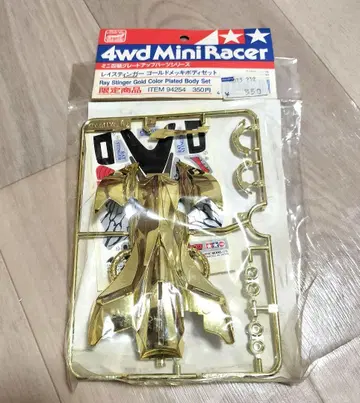 4wd Mini Racer
ミニ四駆グレードアップパーツシリーズ
レイスティンガー ゴールドメッキボディセット
Ray Stinger Gold Color Plated Body Set
限定商品 ITEM 94254 350円
350